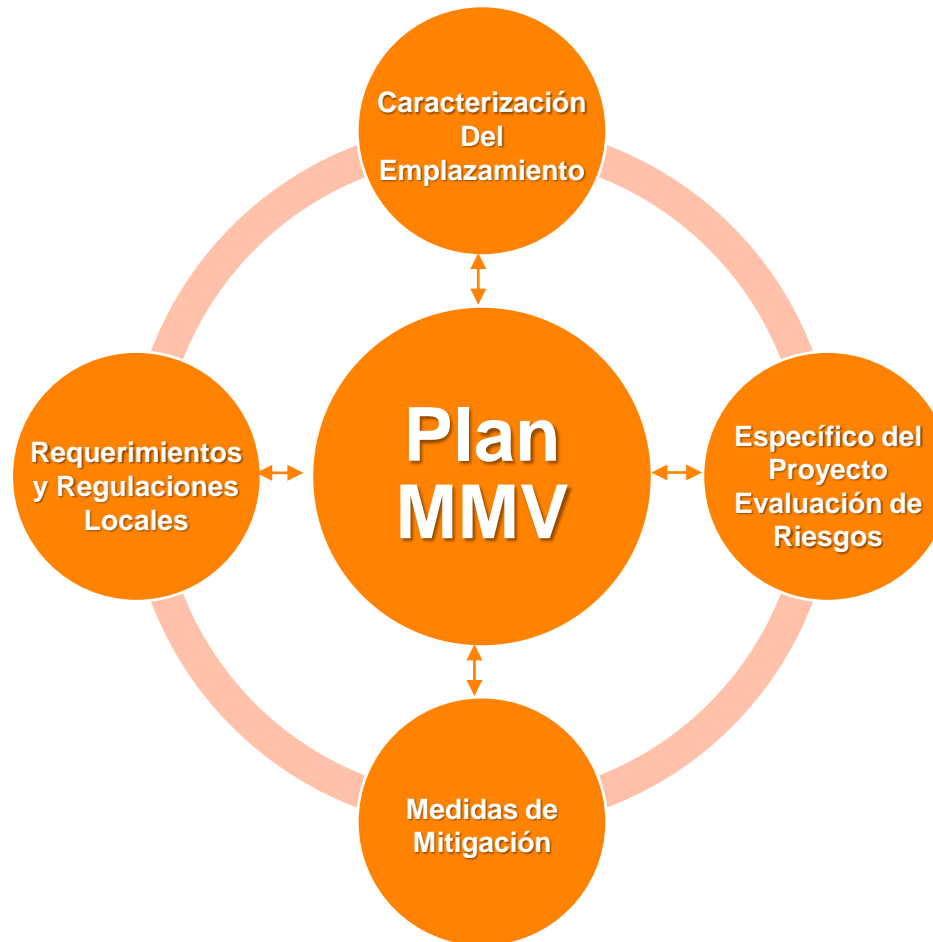 Caracterización
Del
Emplazamiento
Plan
MMV
Requerimientos
y Regulaciones
Locales
Específico del
Proyecto
Evaluación de
Riesgos
Medidas de
Mitigación